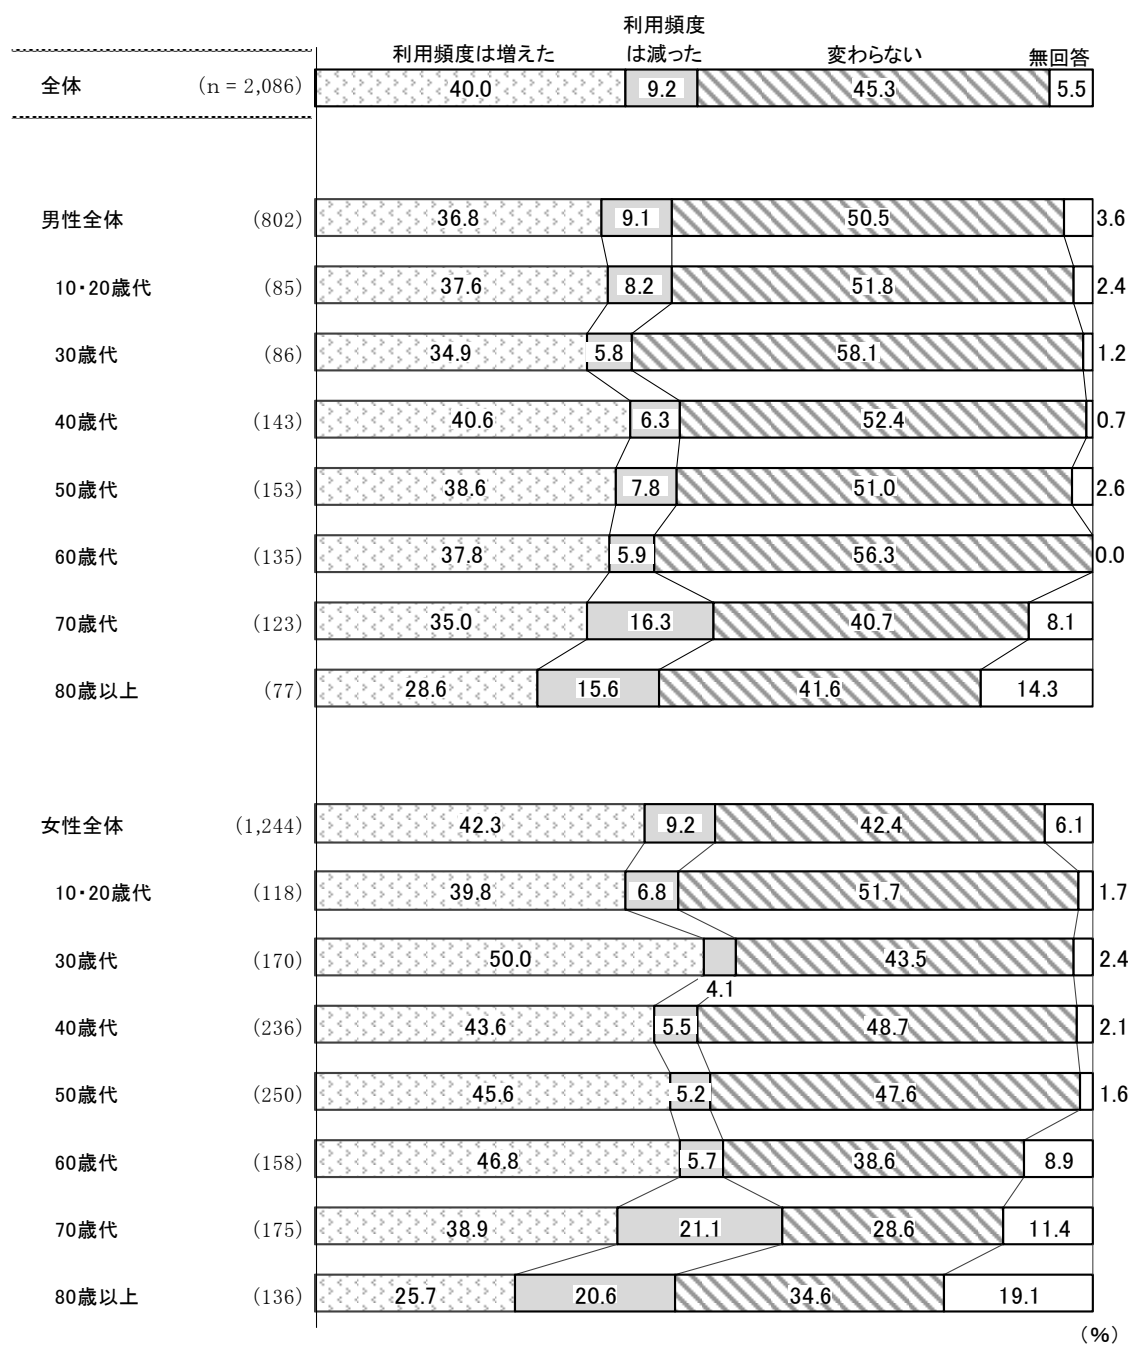 利用頻度
利用頻度は増えた は減った 変わらない 無回答
全体 (n = 2,086) 40.0 9.2 45.3 5.5
男性全体 (802) 36.8 9.1 50.5 3.6
10・20歳代 (85) 37.6 8.2 51.8 2.4
30歳代 (86) 34.9 5.8 58.1 1.2
40歳代 (143) 40.6 6.3 52.4 0.7
50歳代 (153) 38.6 7.8 51.0 2.6
60歳代 (135) 37.8 5.9 56.3 0.0
70歳代 (123) 35.0 16.3 40.7 8.1
80歳以上 (77) 28.6 15.6 41.6 14.3
女性全体 (1,244) 42.3 9.2 42.4 6.1
10・20歳代 (118) 39.8 6.8 51.7 1.7
30歳代 (170) 50.0 43.5 2.4
4.1
40歳代 (236) 43.6 5.5 48.7 2.1
50歳代 (250) 45.6 5.2 47.6 1.6
60歳代 (158) 46.8 5.7 38.6 8.9
70歳代 (175) 38.9 21.1 28.6 11.4
80歳以上 (136) 25.7 20.6 34.6 19.1
(%)